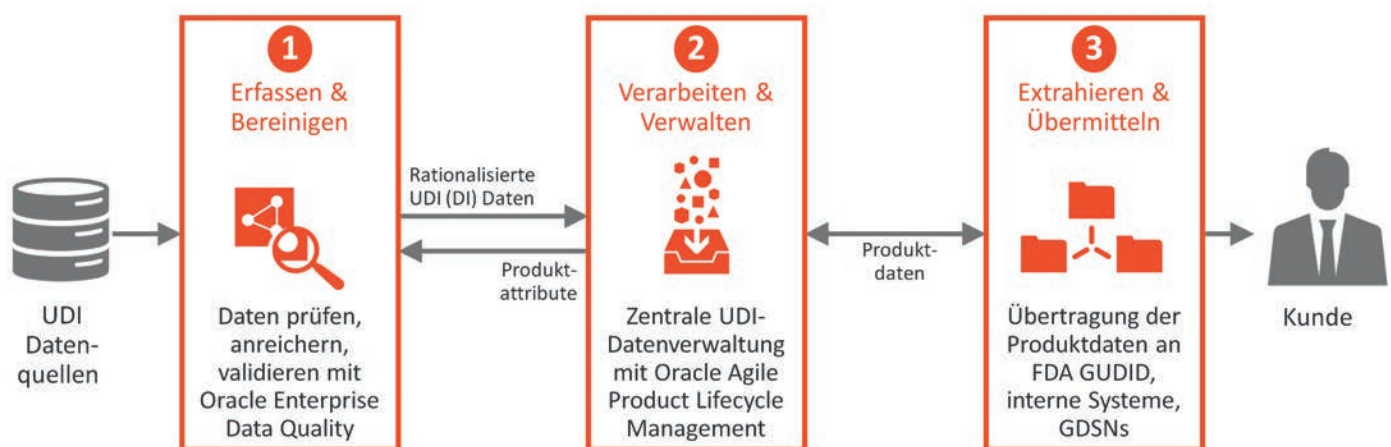 UDI
Daten-
quellen
1
Erfassen &
Bereinigen
Daten prüfen,
anreichern,
validieren mit
Oracle Enterprise
Data Quality
Rationalisierte
UDI (DI) Daten
Produkt-
attribute
2
Verarbeiten &
Verwalten
Zentrale UDI-
Datenverwaltung
mit Oracle Agile
Product Lifecycle
Management
Produkt-
daten
3
Extrahieren &
Übermitteln
Übertragung der
Produktdaten an
FDA GUDID,
interne Systeme,
GDSNs
Kunde